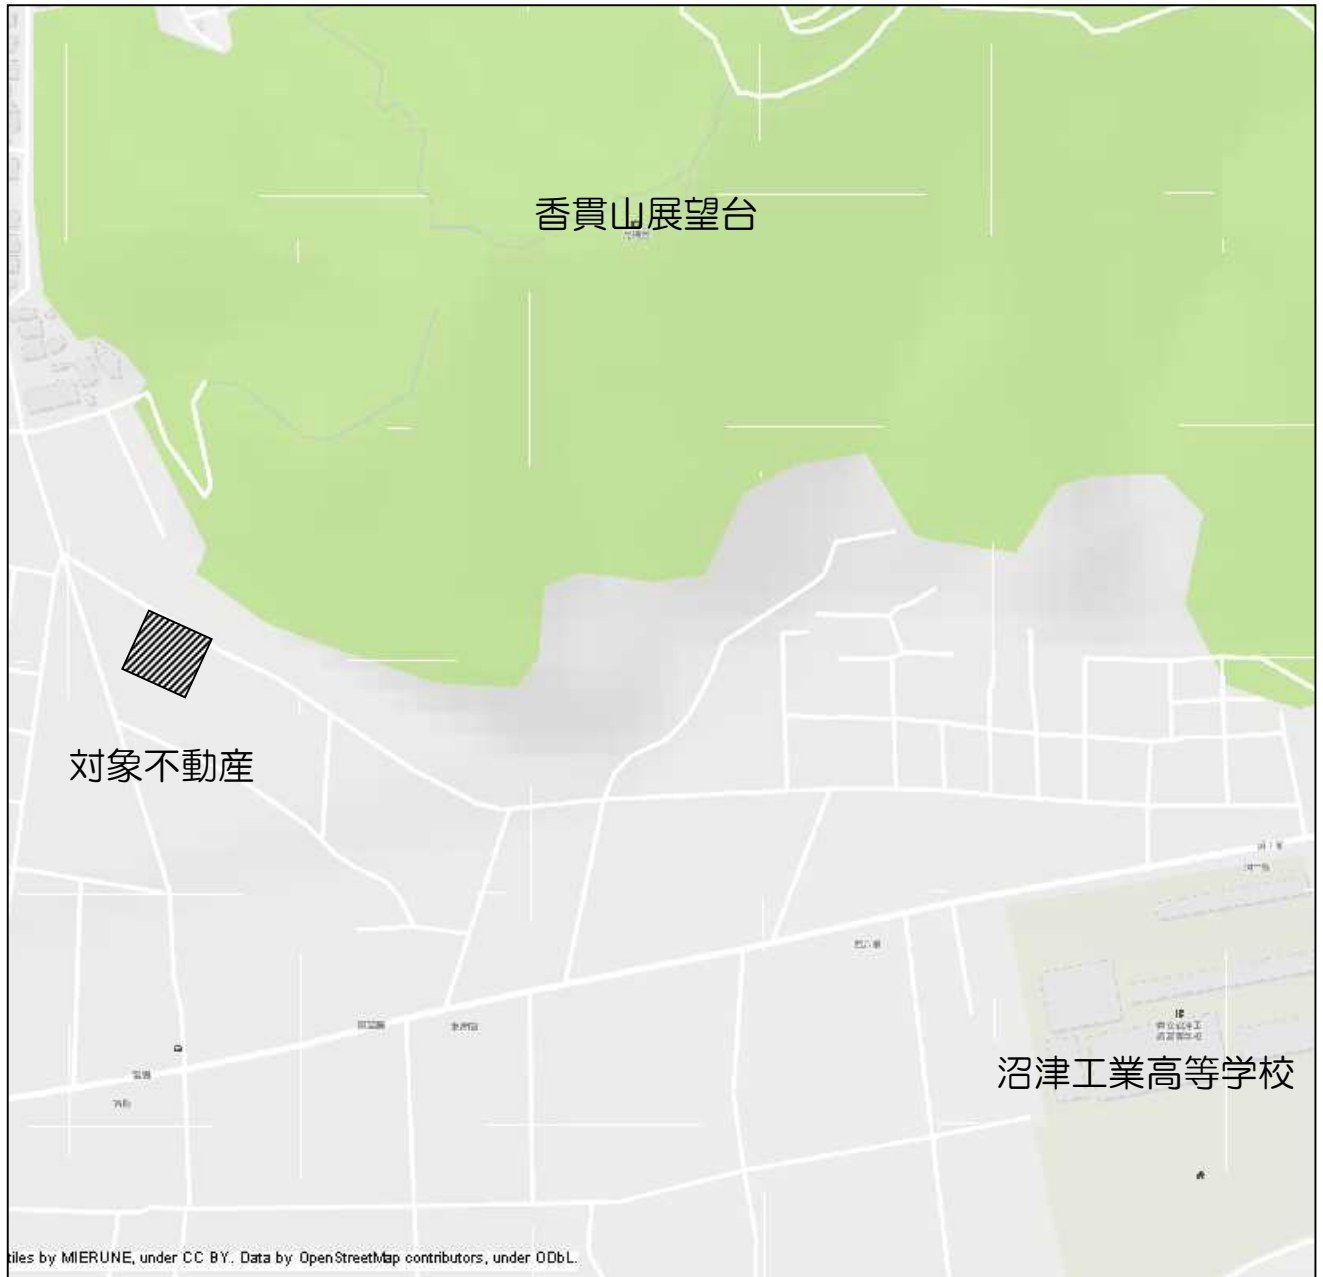 香貫山展望台
対象不動産
沼津工業高等学校
tiles by MIERUNE, under CC BY. Data by OpenStreetMap contributors, under ODbL.